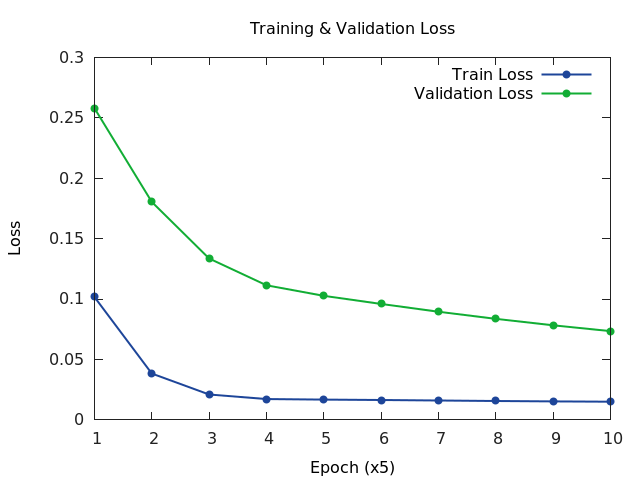 Training & Validation Loss
Train Loss
Validation Loss
0.3
0.25
0.2
0.15
0.1
0.05
0
Loss
1 2 3 4 5 6 7 8 9 10
Epoch (x5)